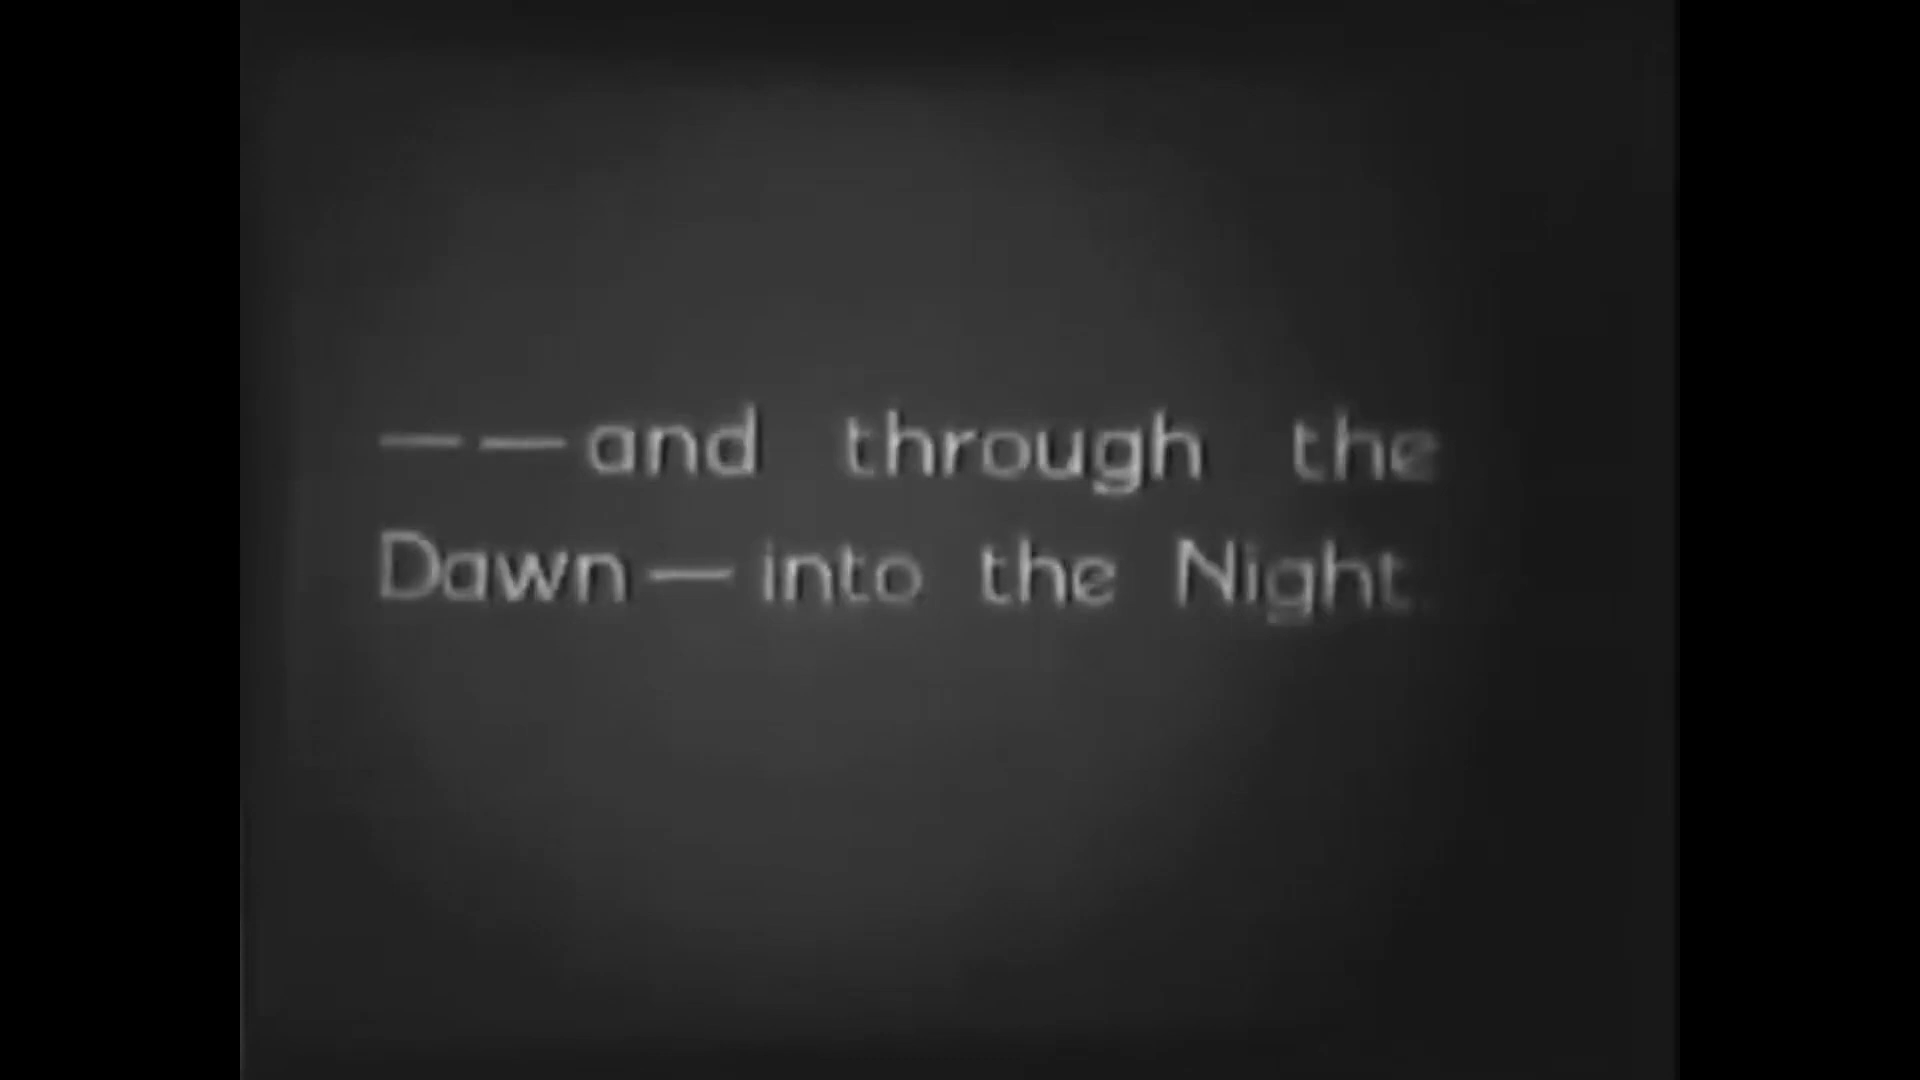 — — and through the
Dawn — into the Night.